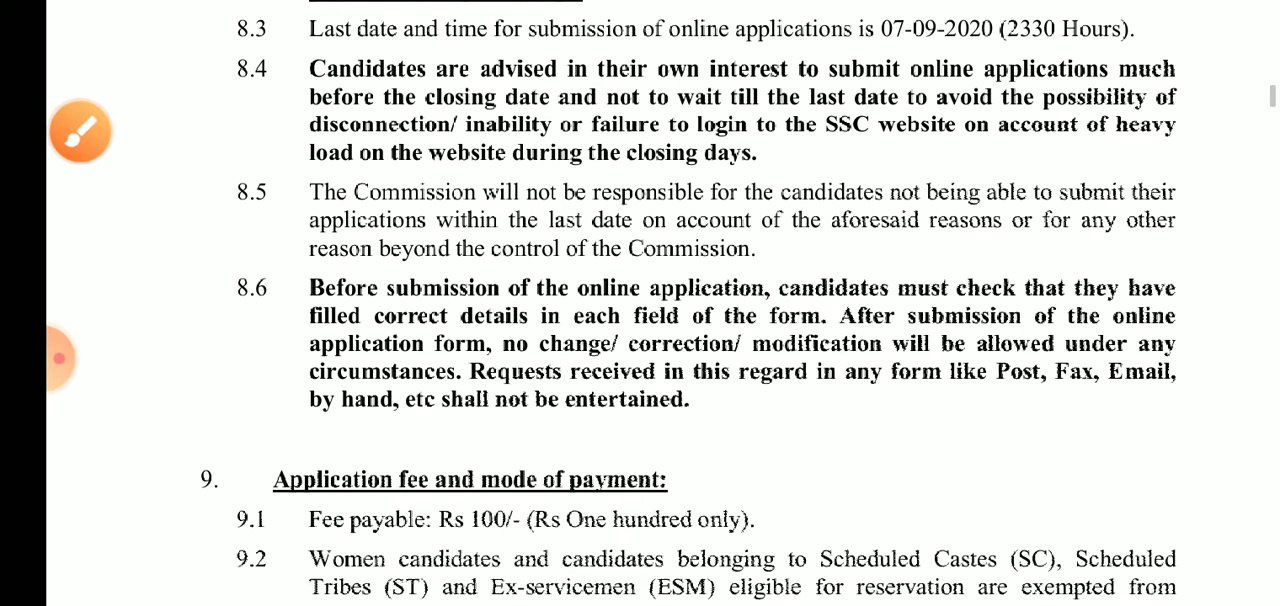 8.3 Last date and time for submission of online applications is 07-09-2020 (2330 Hours).
8.4 Candidates are advised in their own interest to submit online applications much
before the closing date and not to wait till the last date to avoid the possibility of
disconnection/ inability or failure to login to the SSC website on account of heavy
load on the website during the closing days.
8.5 The Commission will not be responsible for the candidates not being able to submit their
applications within the last date on account of the aforesaid reasons or for any other
reason beyond the control of the Commission.
8.6 Before submission of the online application, candidates must check that they have
filled correct details in each field of the form. After submission of the online
application form, no change/ correction/ modification will be allowed under any
circumstances. Requests received in this regard in any form like Post, Fax, Email,
by hand, etc shall not be entertained.
9. Application fee and mode of payment:
9.1 Fee payable: Rs 100/- (Rs One hundred only).
9.2 Women candidates and candidates belonging to Scheduled Castes (SC), Scheduled
Tribes (ST) and Ex-servicemen (ESM) eligible for reservation are exempted from